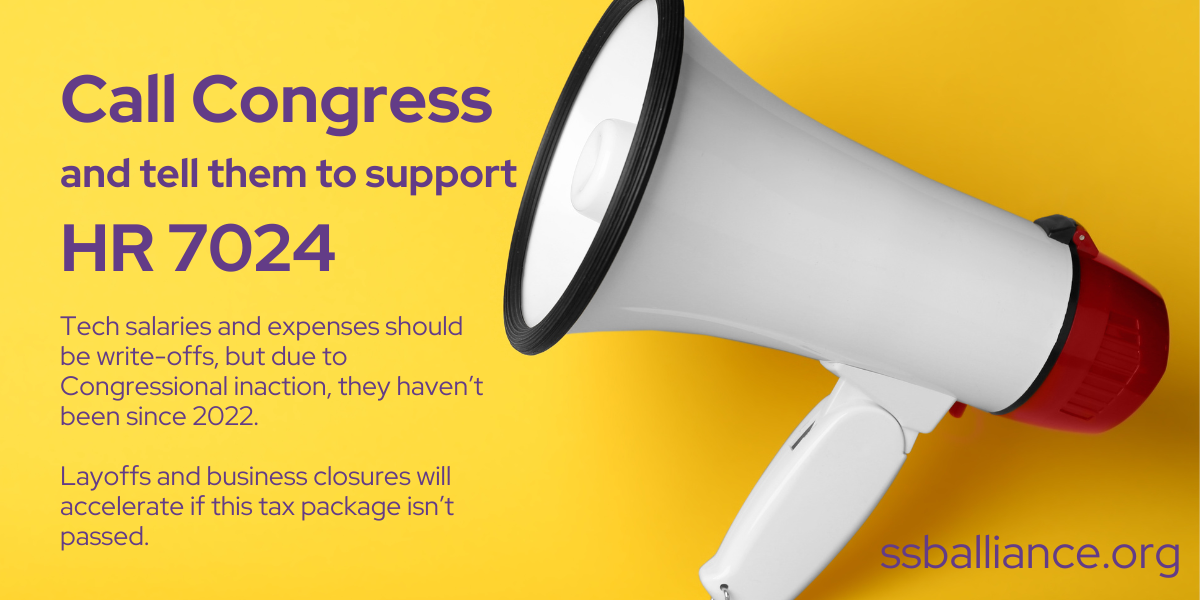 Call Congress
and tell them to support
HR 7024
Tech salaries and expenses should
be write-offs, but due to
Congressional inaction, they haven't
been since 2022.
Layoffs and business closures will
accelerate if this tax package isn't
passed.
ssballiance.org